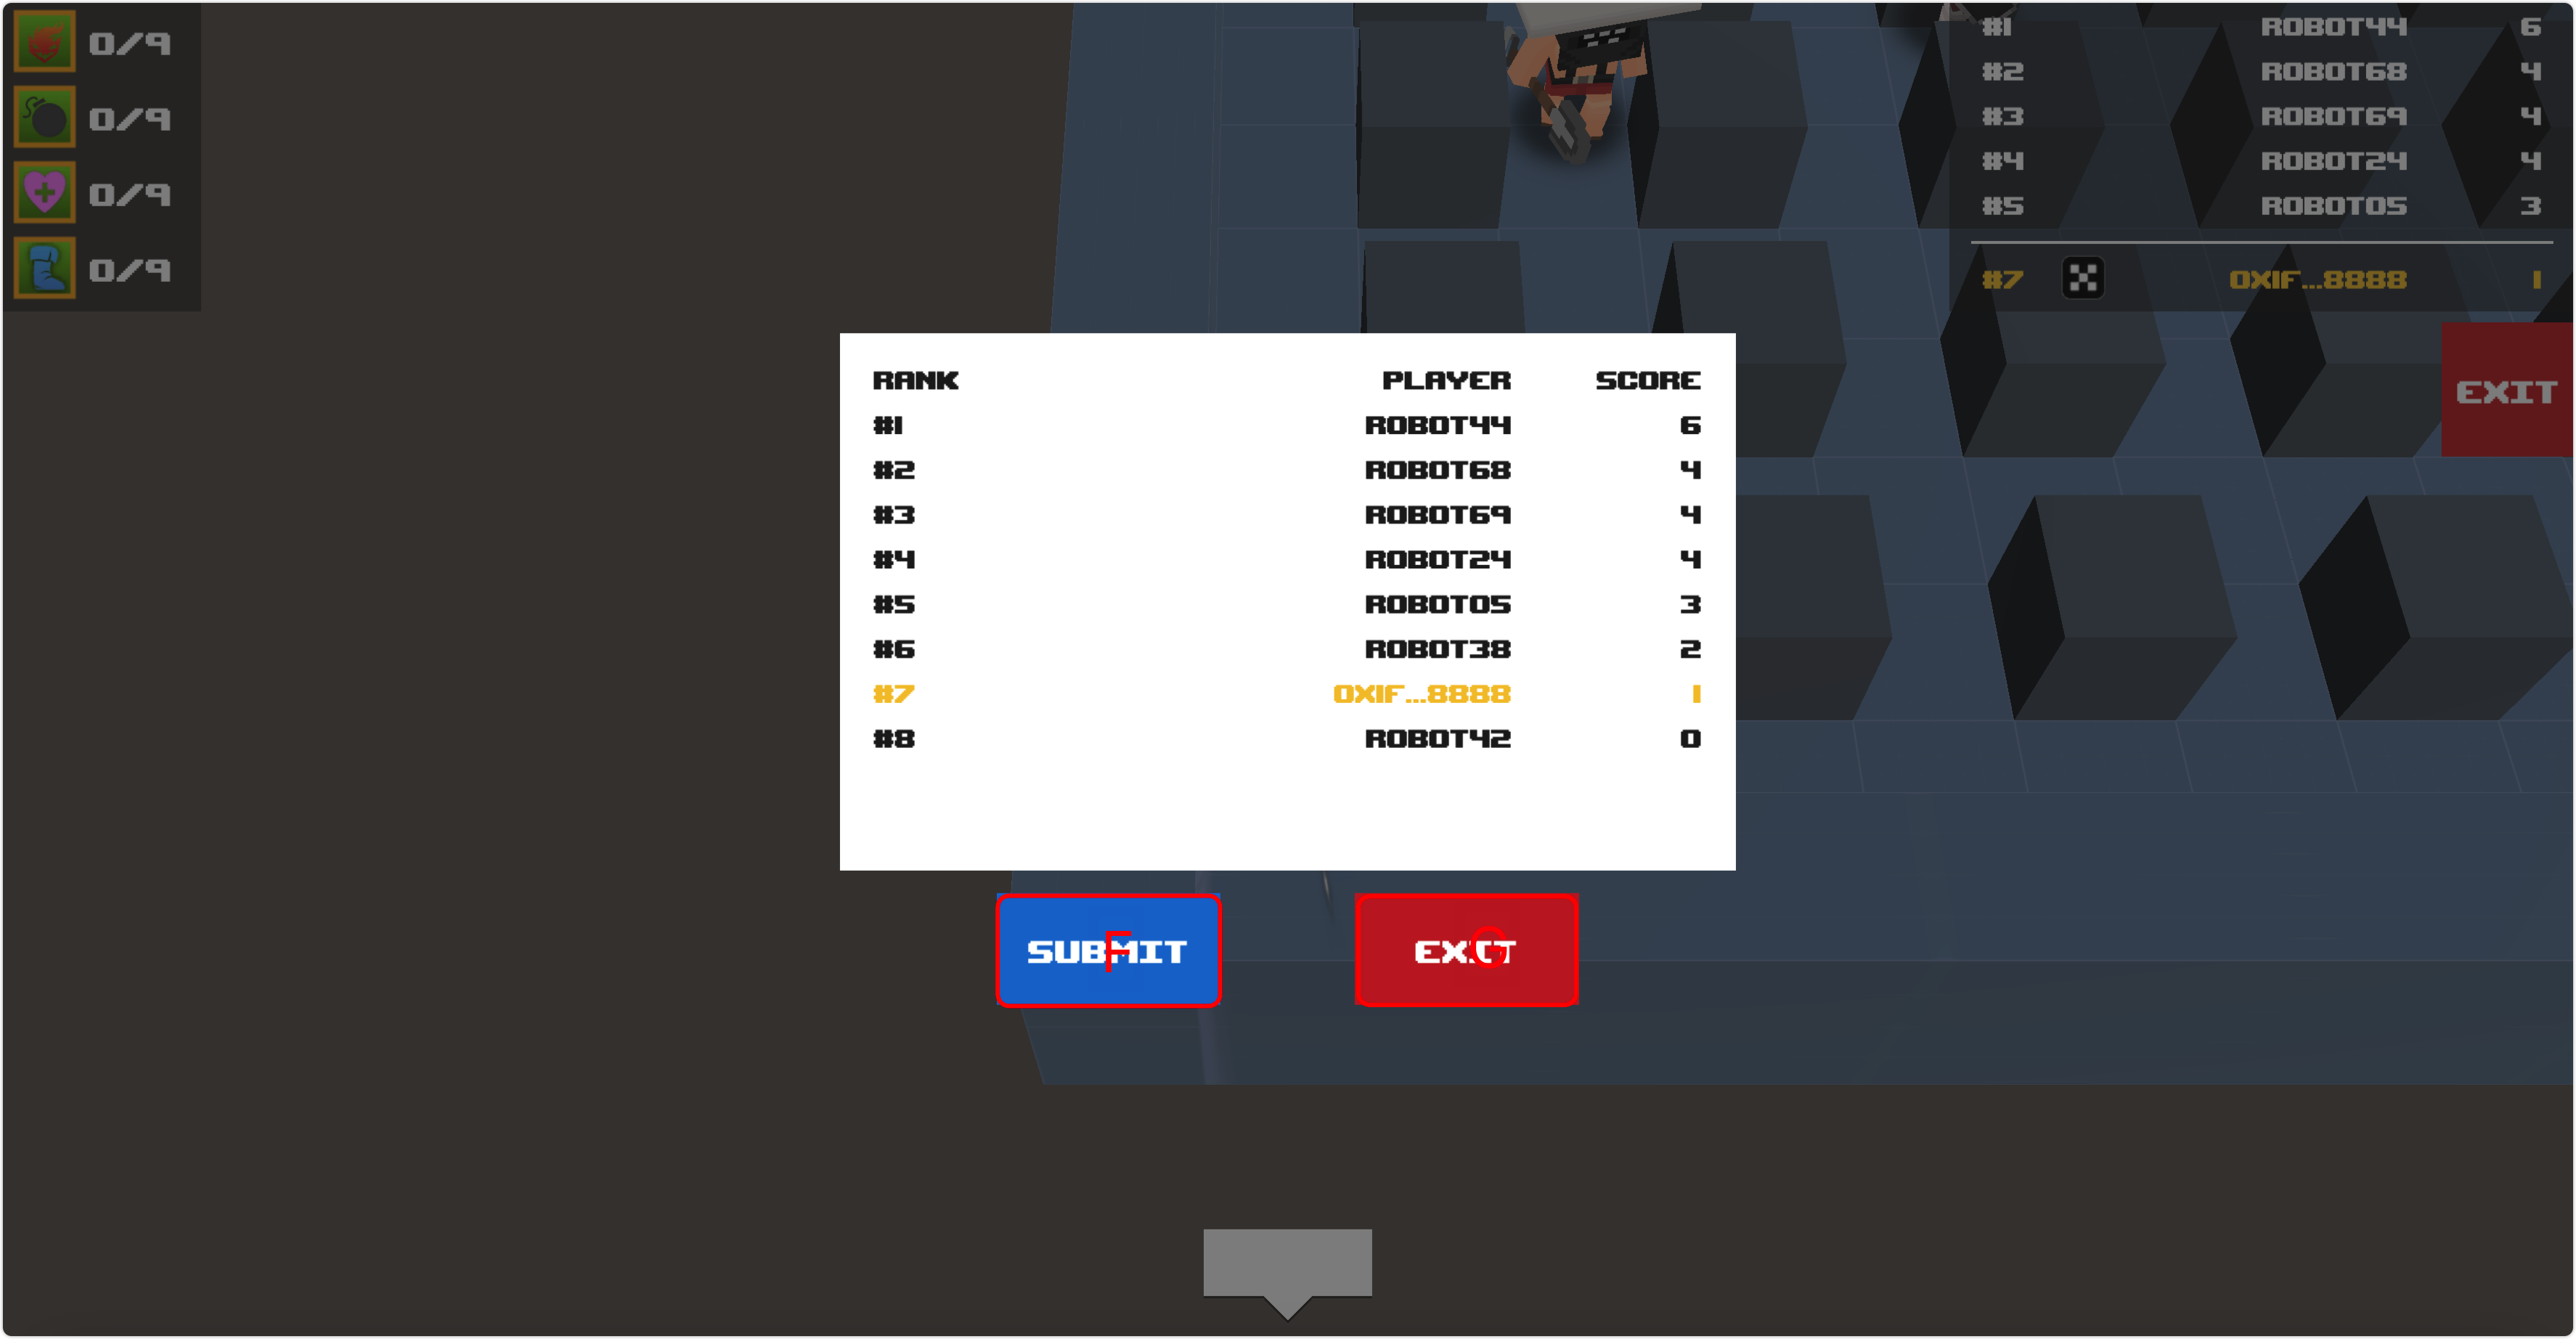 0/9
0/9
0/9
0/9
#1 ROBOT44 6
#2 ROBOT68 4
#3 ROBOT69 4
#4 ROBOT24 4
#5 ROBOT05 3
#7 0X1F...8888 1
EXIT
RANK PLAYER SCORE
#1 ROBOT44 6
#2 ROBOT68 4
#3 ROBOT69 4
#4 ROBOT24 4
#5 ROBOT05 3
#6 ROBOT38 2
#7 0X1F...8888 1
#8 ROBOT42 0
SUBMIT
F
EXIT
G